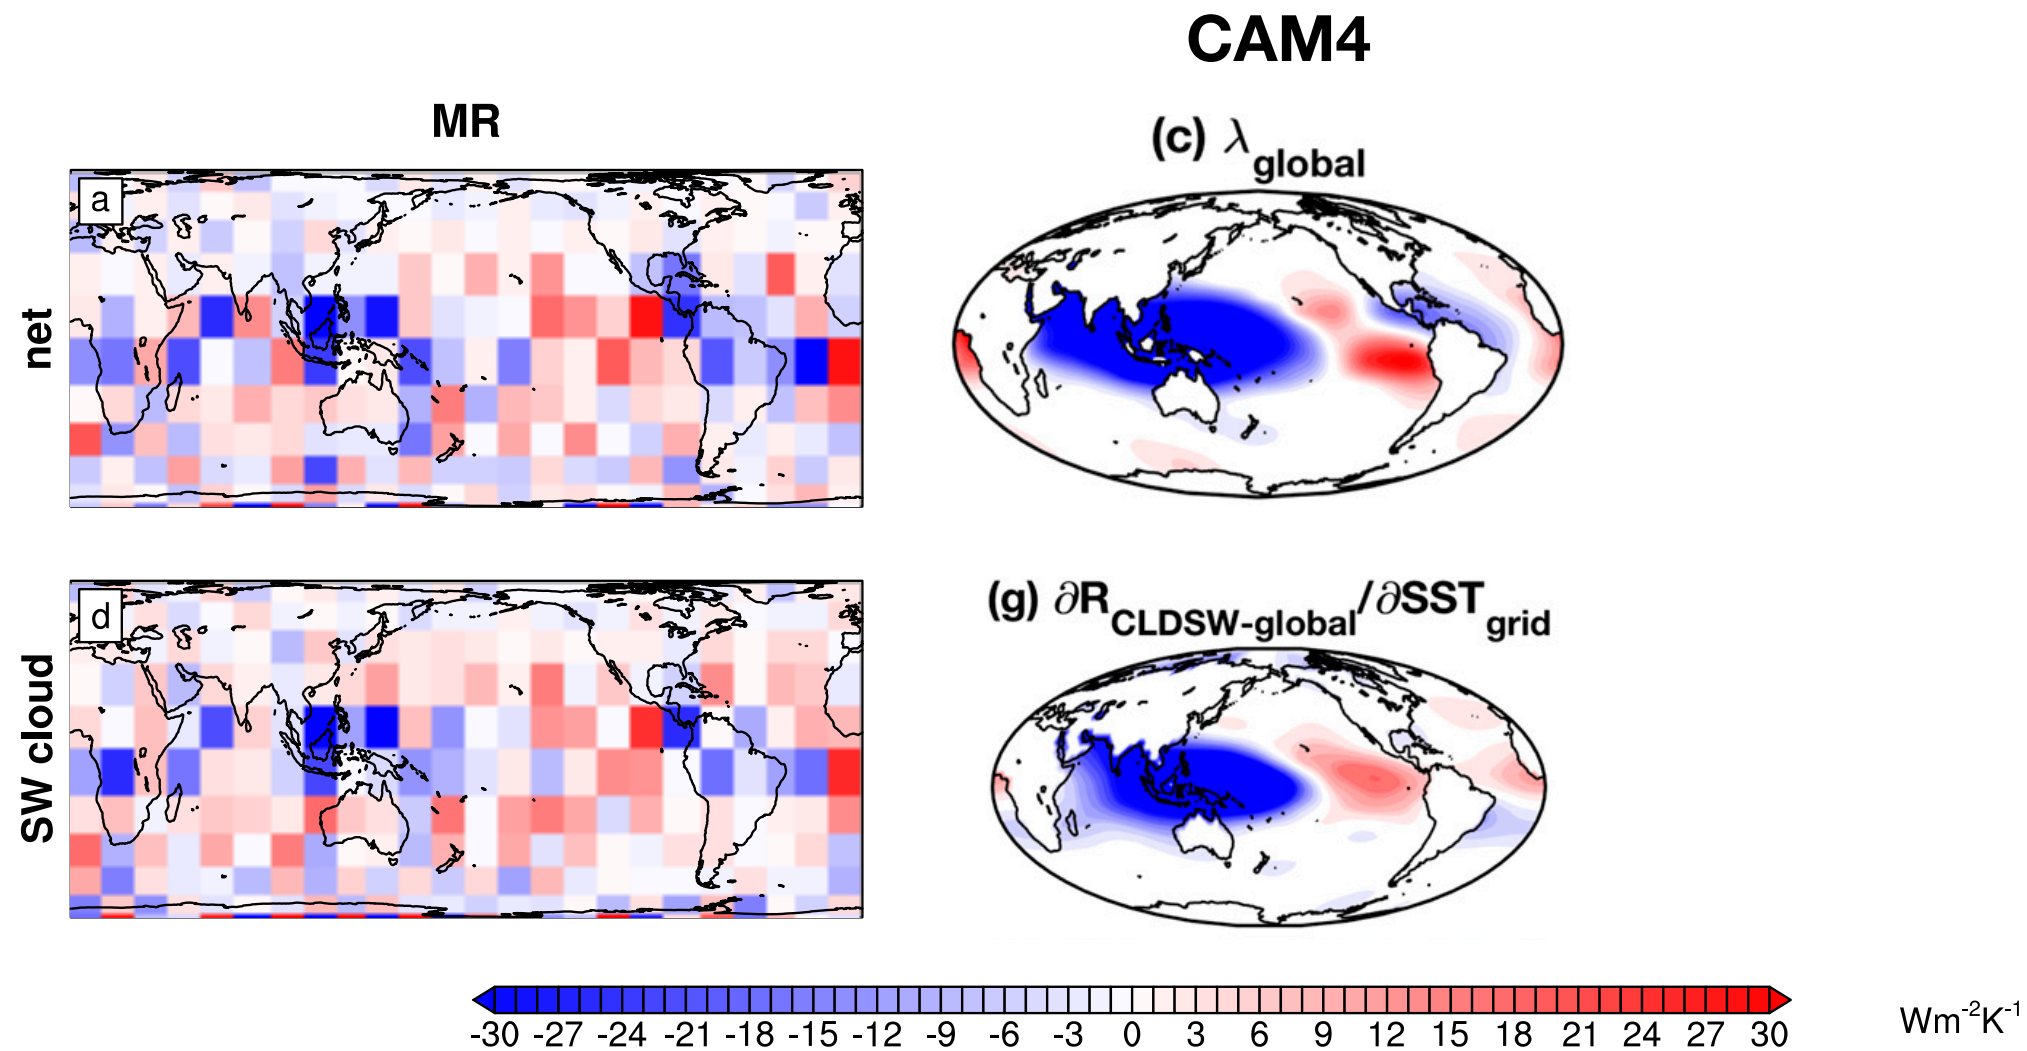 CAM4
MR
(c) λglobal
a
net
(g) ∂RCLDSW-global/∂SSTgrid
d
SW cloud
-30 -27 -24 -21 -18 -15 -12 -9 -6 -3 0 3 6 9 12 15 18 21 24 27 30
Wm-2K-1